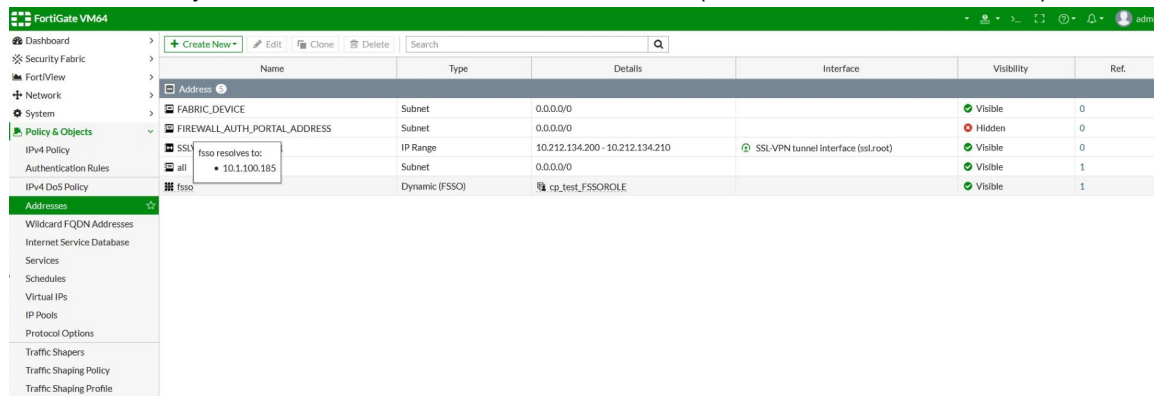 FortiGate VM64
>_
adm
Dashboard
Security Fabric
FortiView
Network
System
Policy & Objects
IPv4 Policy
Authentication Rules
IPv4 DoS Policy
Addresses
Wildcard FQDN Addresses
Internet Service Database
Services
Schedules
Virtual IPs
IP Pools
Protocol Options
Traffic Shapers
Traffic Shaping Policy
Traffic Shaping Profile
+ Create New Edit Clone Delete Search
Name Type Details Interface Visibility Ref.
Address 5
FABRIC_DEVICE Subnet 0.0.0.0/0 Visible 0
FIREWALL_AUTH_PORTAL_ADDRESS Subnet 0.0.0.0/0 Hidden 0
IP Range 10.212.134.200 - 10.212.134.210 SSL-VPN tunnel interface (ssl.root) Visible 0
fsso resolves to:
• 10.1.100.185
all Subnet 0.0.0.0/0 Visible 1
fsso Dynamic (FSSO) cp_test_FSSOROLE Visible 1